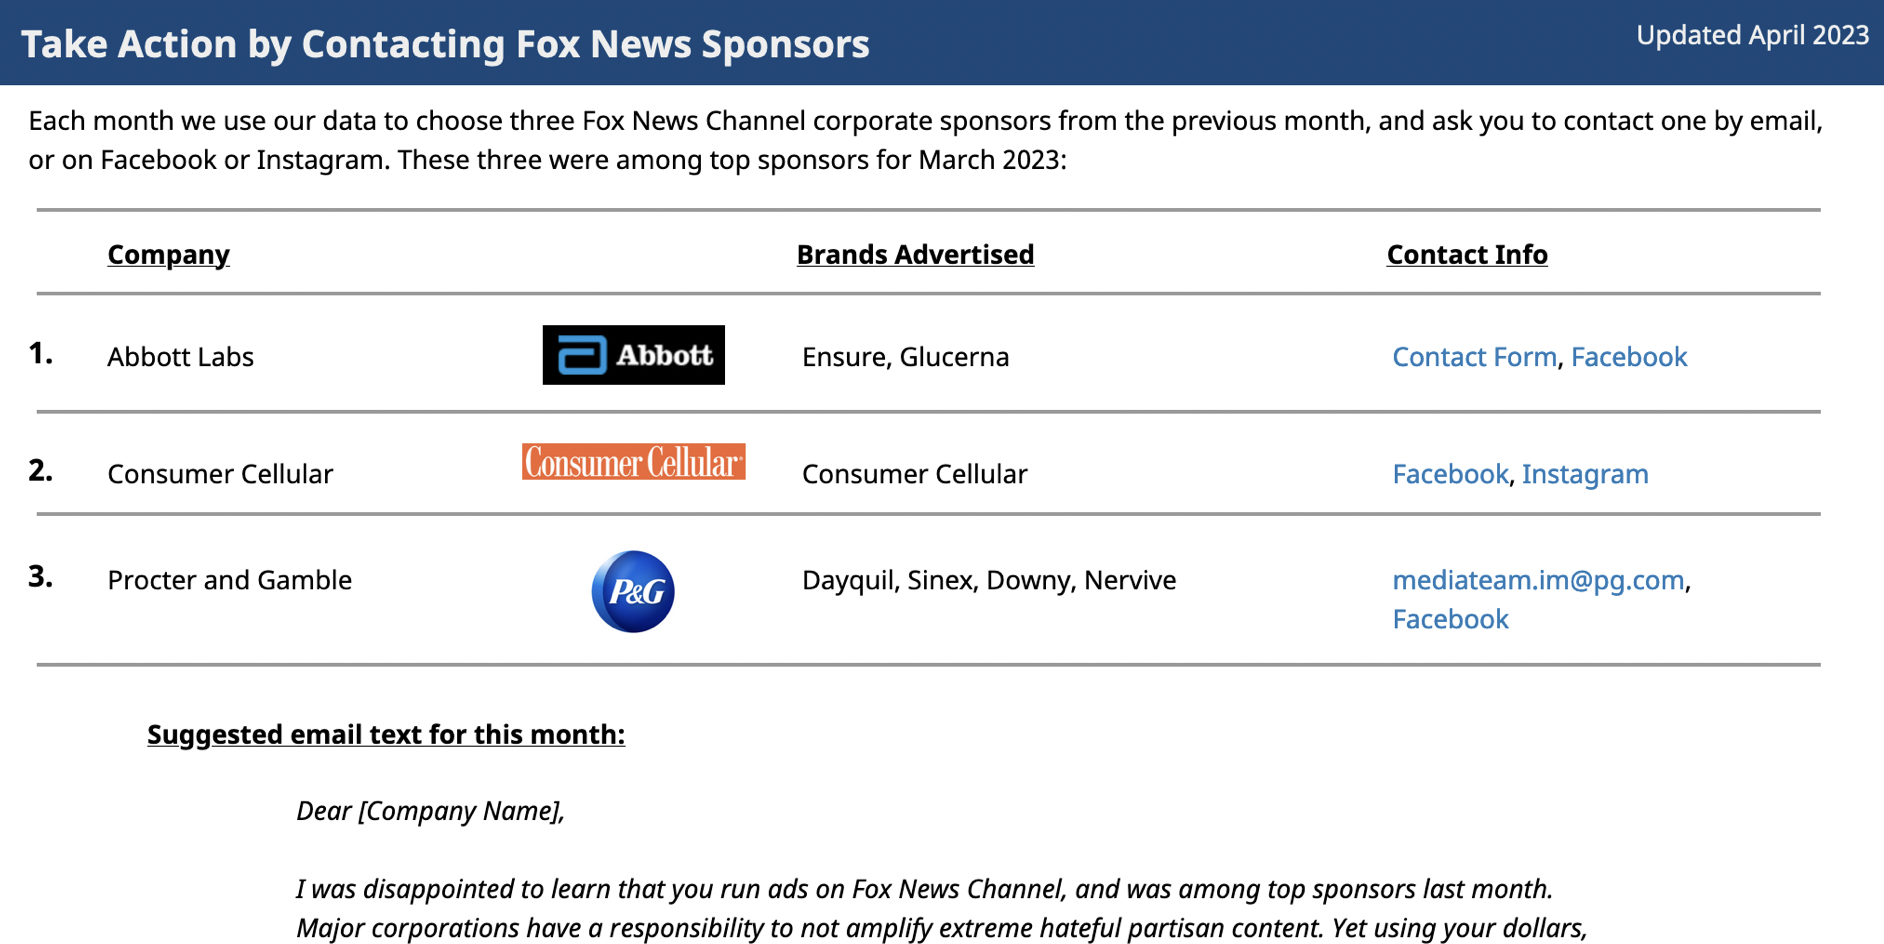 Take Action by Contacting Fox News Sponsors
Updated April 2023
Each month we use our data to choose three Fox News Channel corporate sponsors from the previous month, and ask you to contact one by email,
or on Facebook or Instagram. These three were among top sponsors for March 2023:
Company Brands Advertised Contact Info
1. Abbott Labs Abbott Ensure, Glucerna Contact Form, Facebook
2. Consumer Cellular Consumer Cellular Consumer Cellular Facebook, Instagram
3. Procter and Gamble P&G Dayquil, Sinex, Downy, Nervive mediateam.im@pg.com,
Facebook
Suggested email text for this month:
Dear [Company Name],
I was disappointed to learn that you run ads on Fox News Channel, and was among top sponsors last month.
Major corporations have a responsibility to not amplify extreme hateful partisan content. Yet using your dollars,